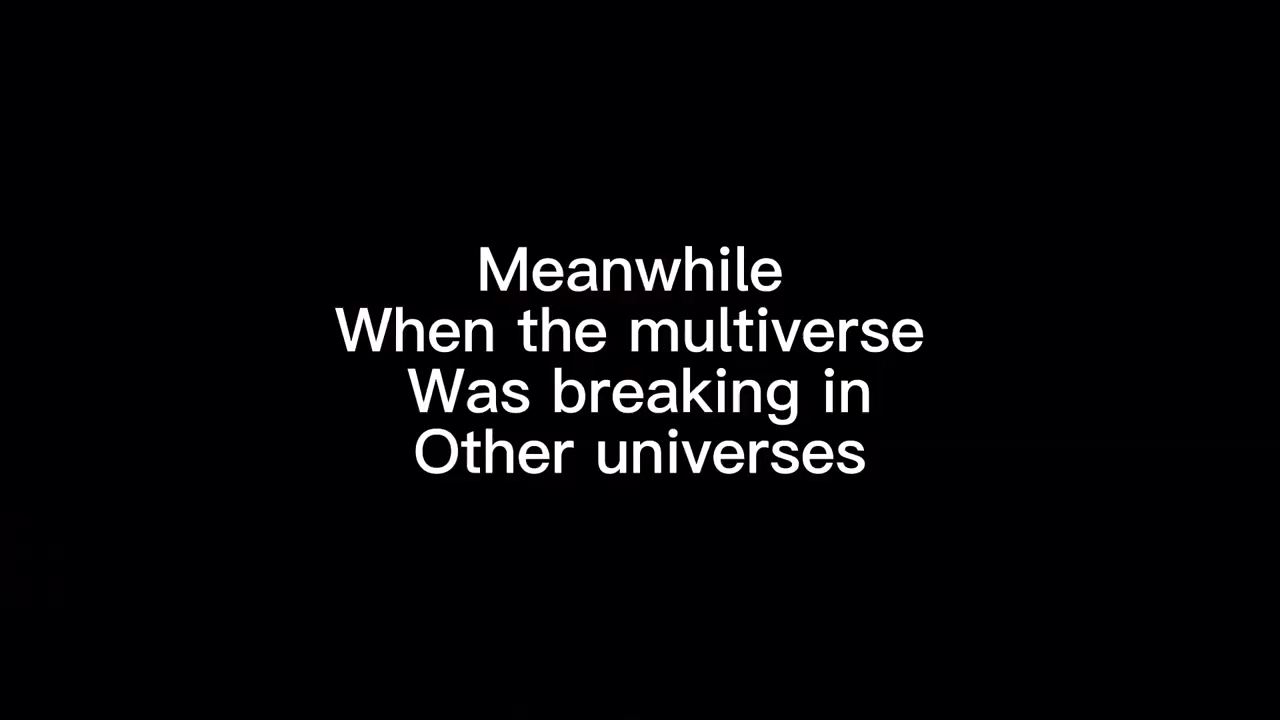 Meanwhile
When the multiverse
Was breaking in
Other universes